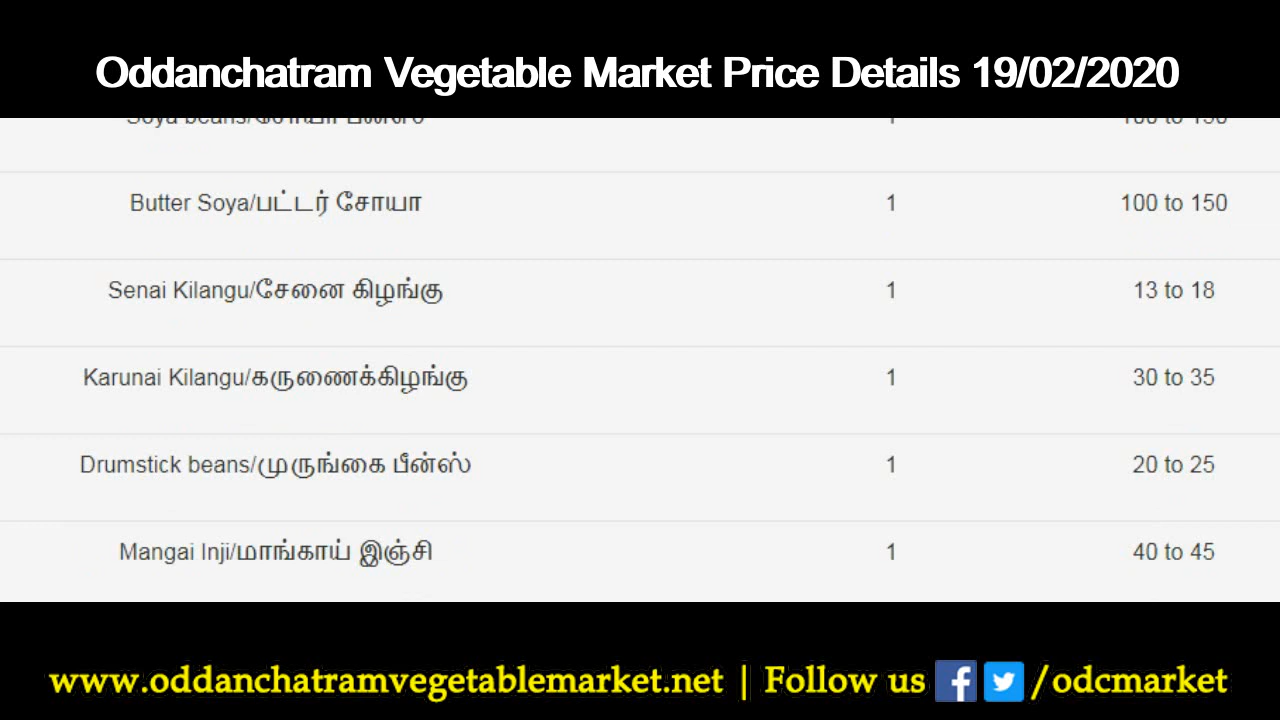 Oddanchatram Vegetable Market Price Details 19/02/2020
Butter Soya/பட்டர் சோயா 1 100 to 150
Senai Kilangu/சேனை கிழங்கு 1 13 to 18
Karunai Kilangu/கருணைக்கிழங்கு 1 30 to 35
Drumstick beans/முருங்கை பீன்ஸ் 1 20 to 25
Mangai Inji/மாங்காய் இஞ்சி 1 40 to 45
www.oddanchatramvegetablemarket.net | Follow us /odcmarket